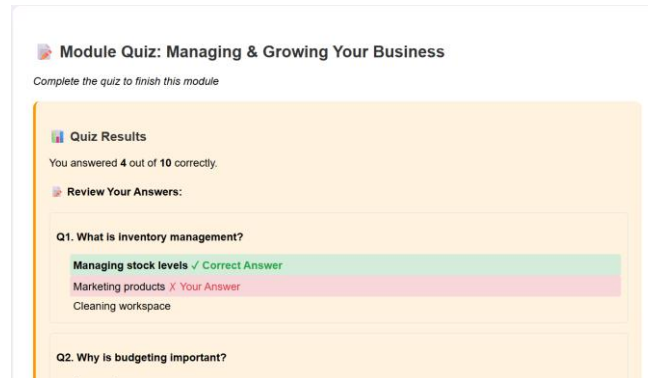 Module Quiz: Managing & Growing Your Business
Complete the quiz to finish this module
Quiz Results
You answered 4 out of 10 correctly.
Review Your Answers:
Q1. What is inventory management?
Managing stock levels ✓ Correct Answer
Marketing products ✗ Your Answer
Cleaning workspace
Q2. Why is budgeting important?